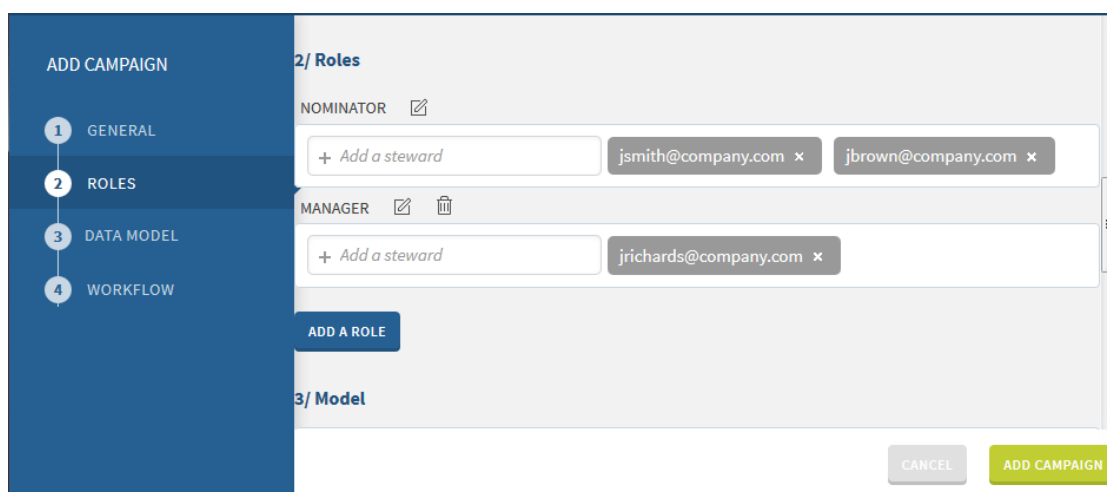 ADD CAMPAIGN
1 GENERAL
2 ROLES
3 DATA MODEL
4 WORKFLOW
2/ Roles
NOMINATOR
+ Add a steward jsmith@company.com × jbrown@company.com ×
MANAGER
+ Add a steward jrichards@company.com ×
ADD A ROLE
3/ Model
CANCEL ADD CAMPAIGN